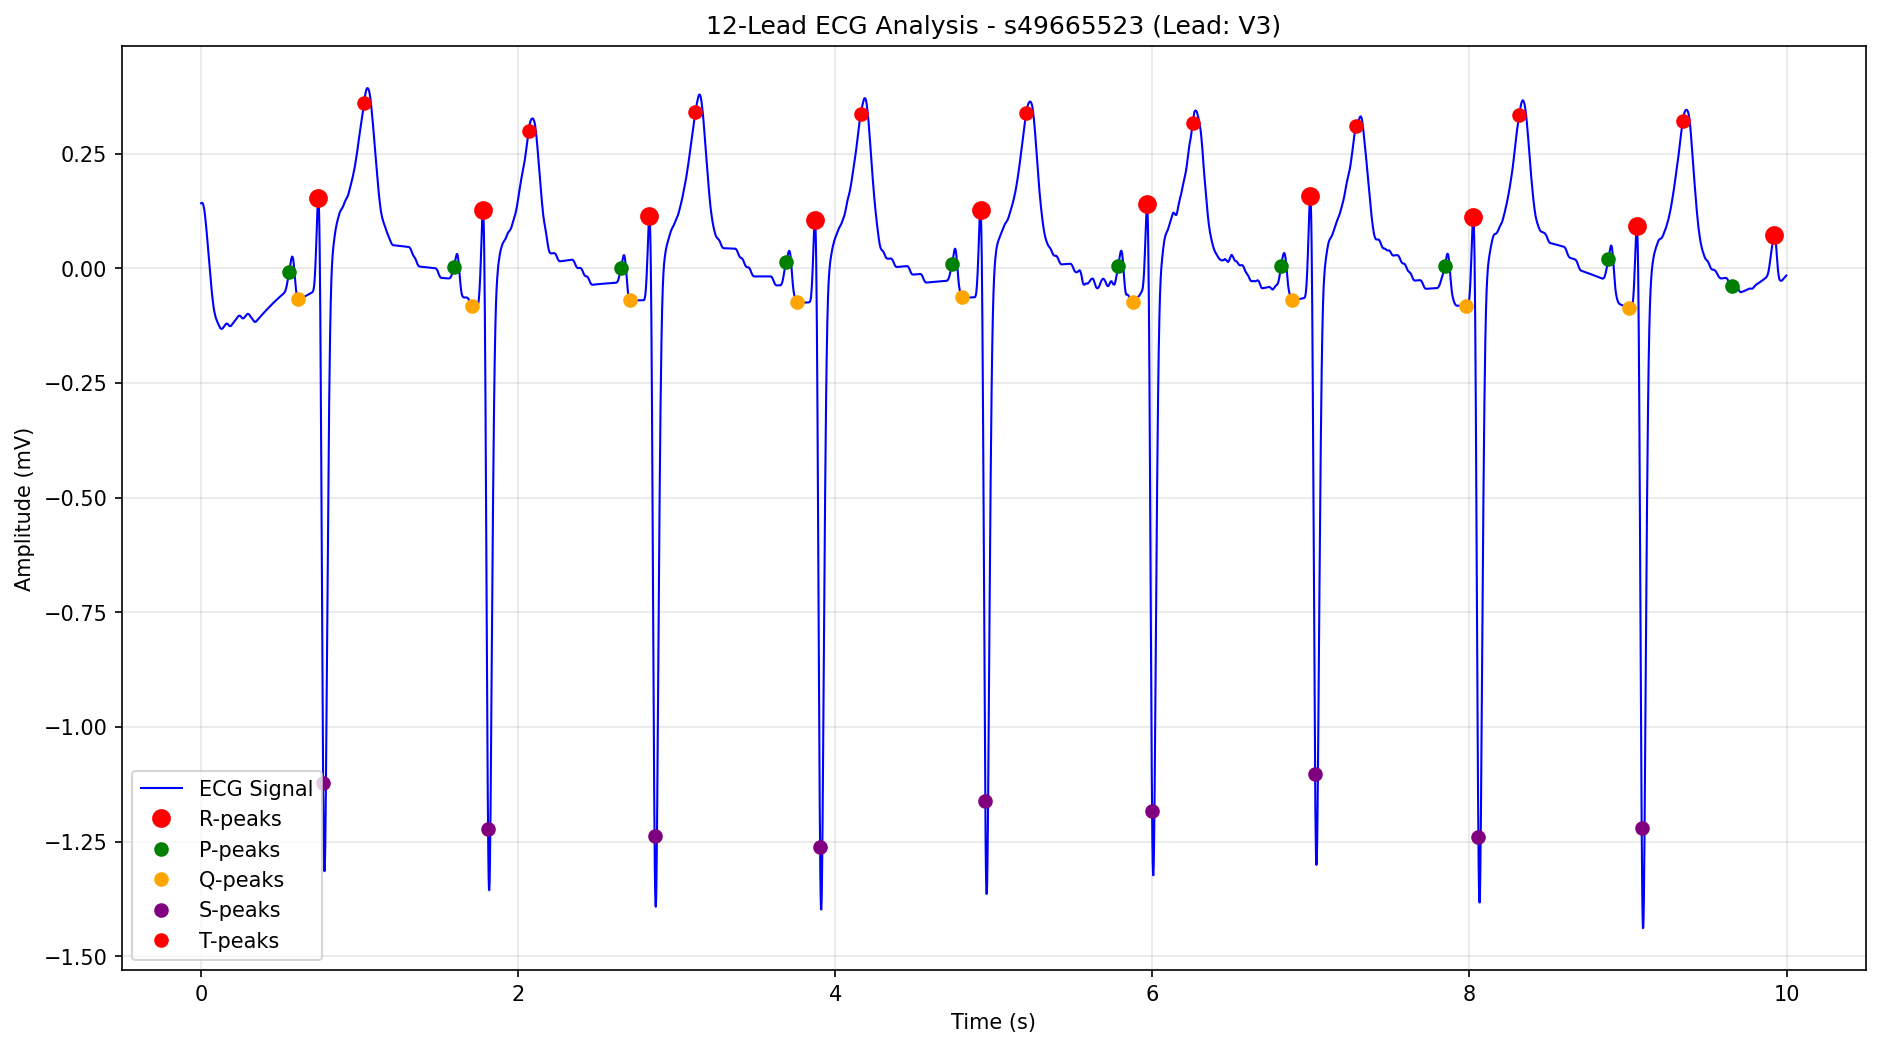 12-Lead ECG Analysis - s49665523 (Lead: V3)
Amplitude (mV)
0.25
0.00
−0.25
−0.50
−0.75
−1.00
−1.25
−1.50
ECG Signal
R-peaks
P-peaks
Q-peaks
S-peaks
T-peaks
0 2 4 6 8 10
Time (s)